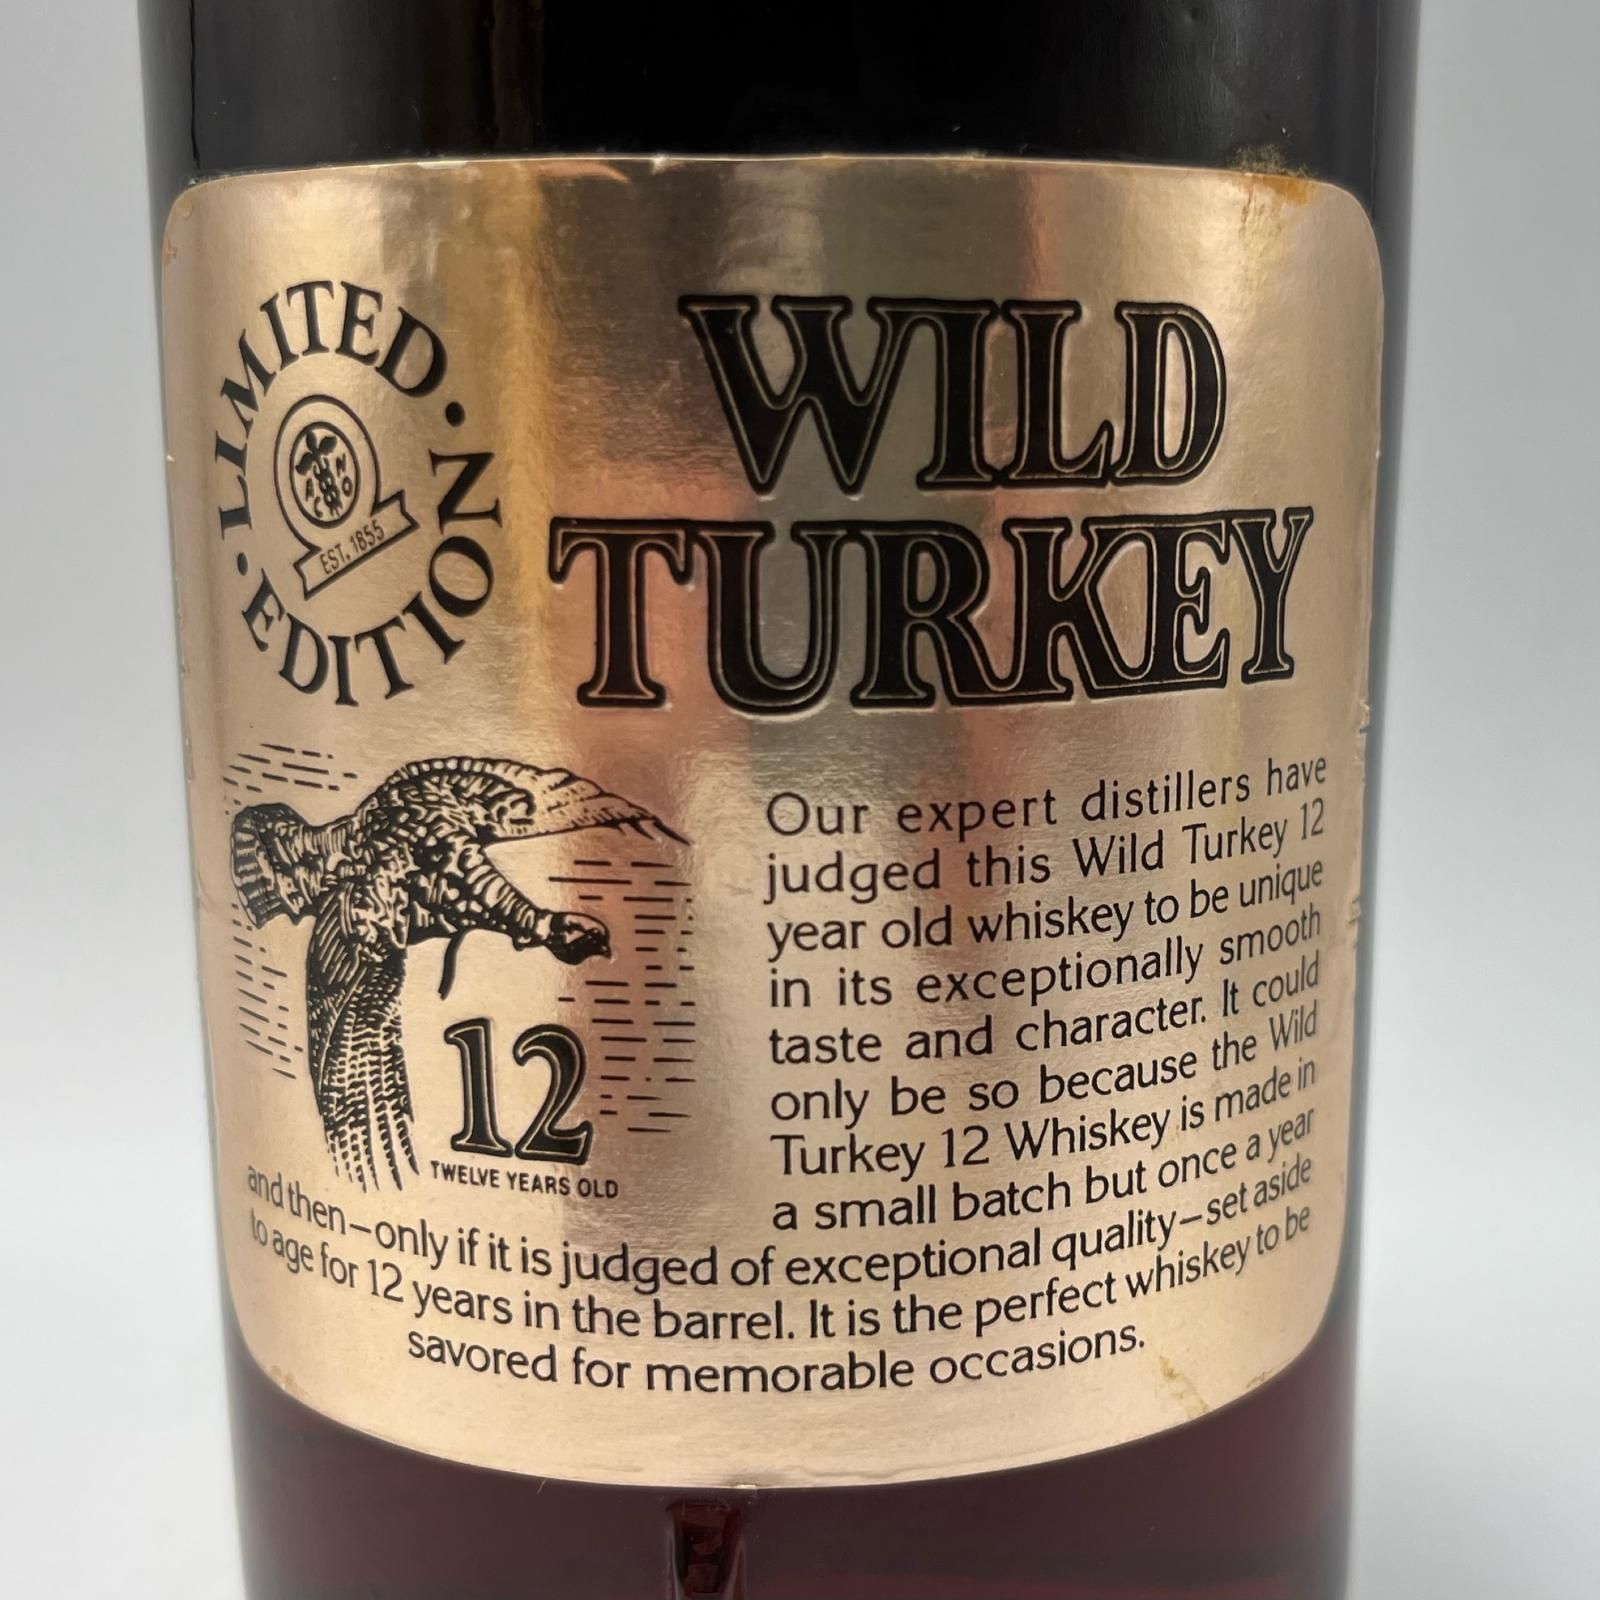 ·LIMITED·
EDITION
A. NICHOLS & CO
EST. 1855
WILD
TURKEY
12
TWELVE YEARS OLD
Our expert distillers have
judged this Wild Turkey 12
year old whiskey to be unique
in its exceptionally smooth
taste and character. It could
only be so because the Wild
Turkey 12 Whiskey is made in
a small batch but once a year
and then—only if it is judged of exceptional quality—set aside
to age for 12 years in the barrel. It is the perfect whiskey to be
savored for memorable occasions.